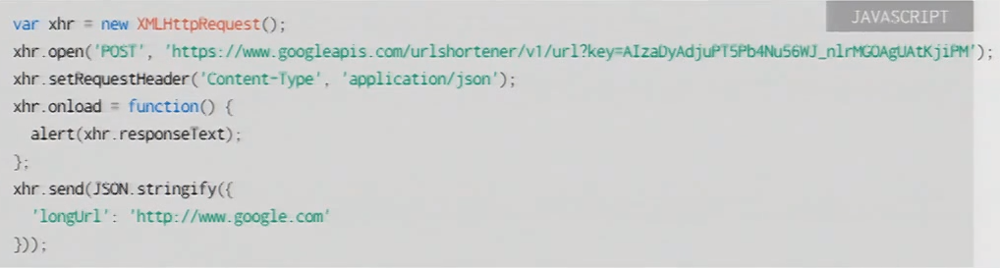 JAVASCRIPT
var xhr = new XMLHttpRequest();
xhr.open('POST', 'https://www.googleapis.com/urlshortener/v1/url?key=AIzaDyAdjuPT5Pb4Nu56WJ_nlrMGOAgUAtKjiPM');
xhr.setRequestHeader('Content-Type', 'application/json');
xhr.onload = function() {
  alert(xhr.responseText);
};
xhr.send(JSON.stringify({
  'longUrl': 'http://www.google.com'
}));